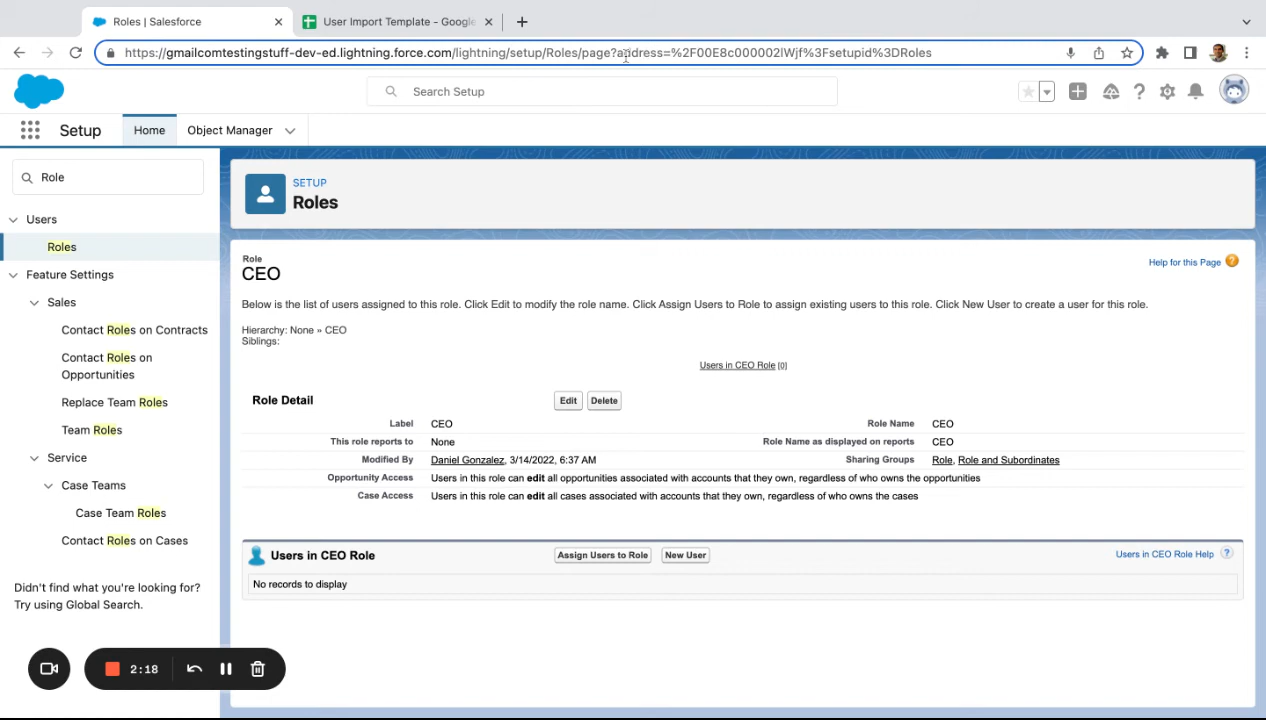 Roles | Salesforce
User Import Template - Google
https://gmailcomtestingstuff-dev-ed.lightning.force.com/lightning/setup/Roles/page?address=%2F00E8c000002lWjf%3Fsetupid%3DRoles
Search Setup
Setup
Home
Object Manager
Role
Users
Roles
Feature Settings
Sales
Contact Roles on Contracts
Contact Roles on
Opportunities
Replace Team Roles
Team Roles
Service
Case Teams
Case Team Roles
Contact Roles on Cases
Didn't find what you're looking for?
Try using Global Search.
2:18
SETUP
Roles
Role
CEO
Help for this Page ?
Below is the list of users assigned to this role. Click Edit to modify the role name. Click Assign Users to Role to assign existing users to this role. Click New User to create a user for this role.
Hierarchy: None » CEO
Siblings:
Users in CEO Role [0]
Role Detail Edit Delete
Label CEO Role Name CEO
This role reports to None Role Name as displayed on reports CEO
Modified By Daniel Gonzalez, 3/14/2022, 6:37 AM Sharing Groups Role, Role and Subordinates
Opportunity Access Users in this role can edit all opportunities associated with accounts that they own, regardless of who owns the opportunities
Case Access Users in this role can edit all cases associated with accounts that they own, regardless of who owns the cases
Users in CEO Role Assign Users to Role New User Users in CEO Role Help ?
No records to display